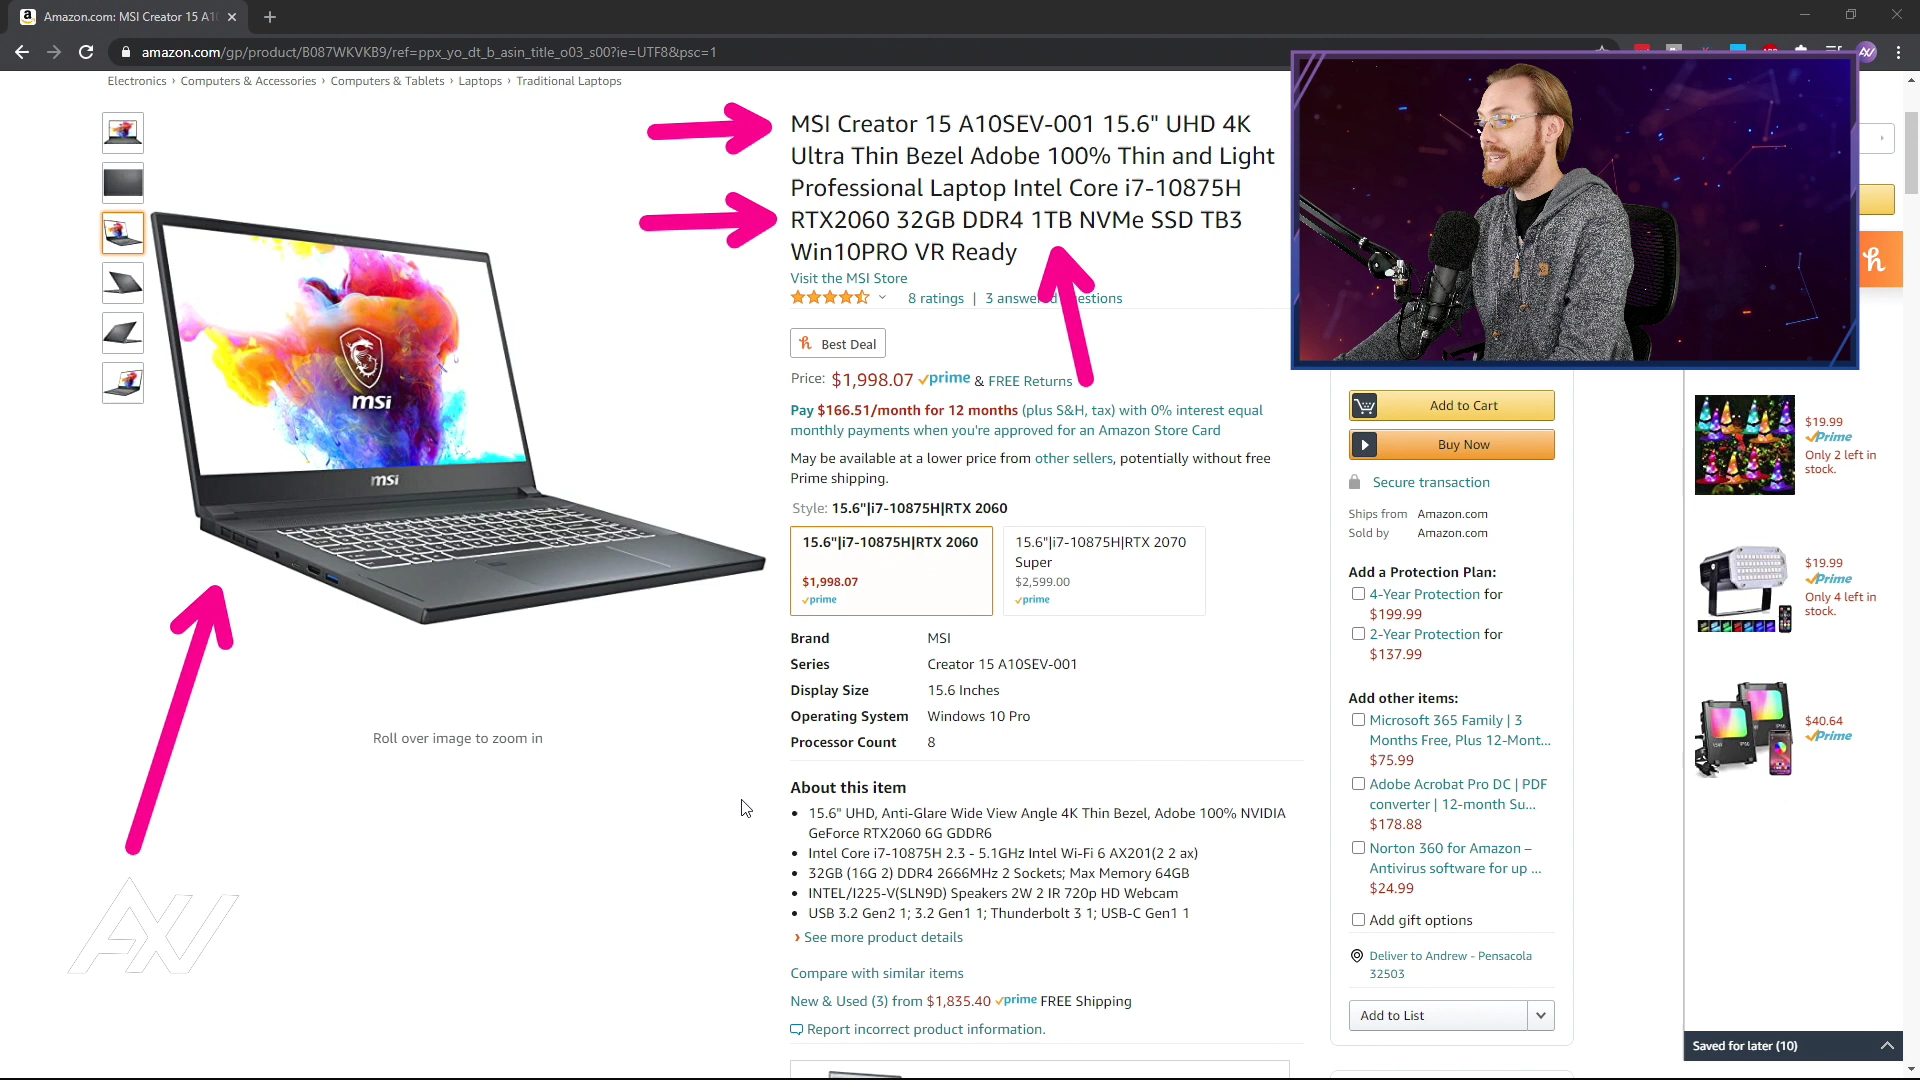 Amazon.com: MSI Creator 15 A10
amazon.com/gp/product/B087WKVKB9/ref=ppx_yo_dt_b_asin_title_o03_s00?ie=UTF8&psc=1
Electronics › Computers & Accessories › Computers & Tablets › Laptops › Traditional Laptops
MSI Creator 15 A10SEV-001 15.6" UHD 4K
Ultra Thin Bezel Adobe 100% Thin and Light
Professional Laptop Intel Core i7-10875H
RTX2060 32GB DDR4 1TB NVMe SSD TB3
Win10PRO VR Ready
Visit the MSI Store
8 ratings | 3 answered questions
Best Deal
Price: $1,998.07 prime & FREE Returns
Pay $166.51/month for 12 months (plus S&H, tax) with 0% interest equal
monthly payments when you're approved for an Amazon Store Card
May be available at a lower price from other sellers, potentially without free
Prime shipping.
Style: 15.6"|i7-10875H|RTX 2060
15.6"|i7-10875H|RTX 2060
$1,998.07
prime
15.6"|i7-10875H|RTX 2070
Super
$2,599.00
prime
Brand MSI
Series Creator 15 A10SEV-001
Display Size 15.6 Inches
Operating System Windows 10 Pro
Processor Count 8
About this item
• 15.6" UHD, Anti-Glare Wide View Angle 4K Thin Bezel, Adobe 100% NVIDIA
GeForce RTX2060 6G GDDR6
• Intel Core i7-10875H 2.3 - 5.1GHz Intel Wi-Fi 6 AX201(2 2 ax)
• 32GB (16G 2) DDR4 2666MHz 2 Sockets; Max Memory 64GB
• INTEL/I225-V(SLN9D) Speakers 2W 2 IR 720p HD Webcam
• USB 3.2 Gen2 1; 3.2 Gen1 1; Thunderbolt 3 1; USB-C Gen1 1
› See more product details
Compare with similar items
New & Used (3) from $1,835.40 prime FREE Shipping
Report incorrect product information.
msi
msi
Roll over image to zoom in
Add to Cart
Buy Now
Secure transaction
Ships from Amazon.com
Sold by Amazon.com
Add a Protection Plan:
4-Year Protection for
$199.99
2-Year Protection for
$137.99
Add other items:
Microsoft 365 Family | 3
Months Free, Plus 12-Mont...
$75.99
Adobe Acrobat Pro DC | PDF
converter | 12-month Su...
$178.88
Norton 360 for Amazon –
Antivirus software for up ...
$24.99
Add gift options
Deliver to Andrew - Pensacola
32503
Add to List
$19.99
Prime
Only 2 left in
stock.
$19.99
Prime
Only 4 left in
stock.
$40.64
Prime
Saved for later (10)